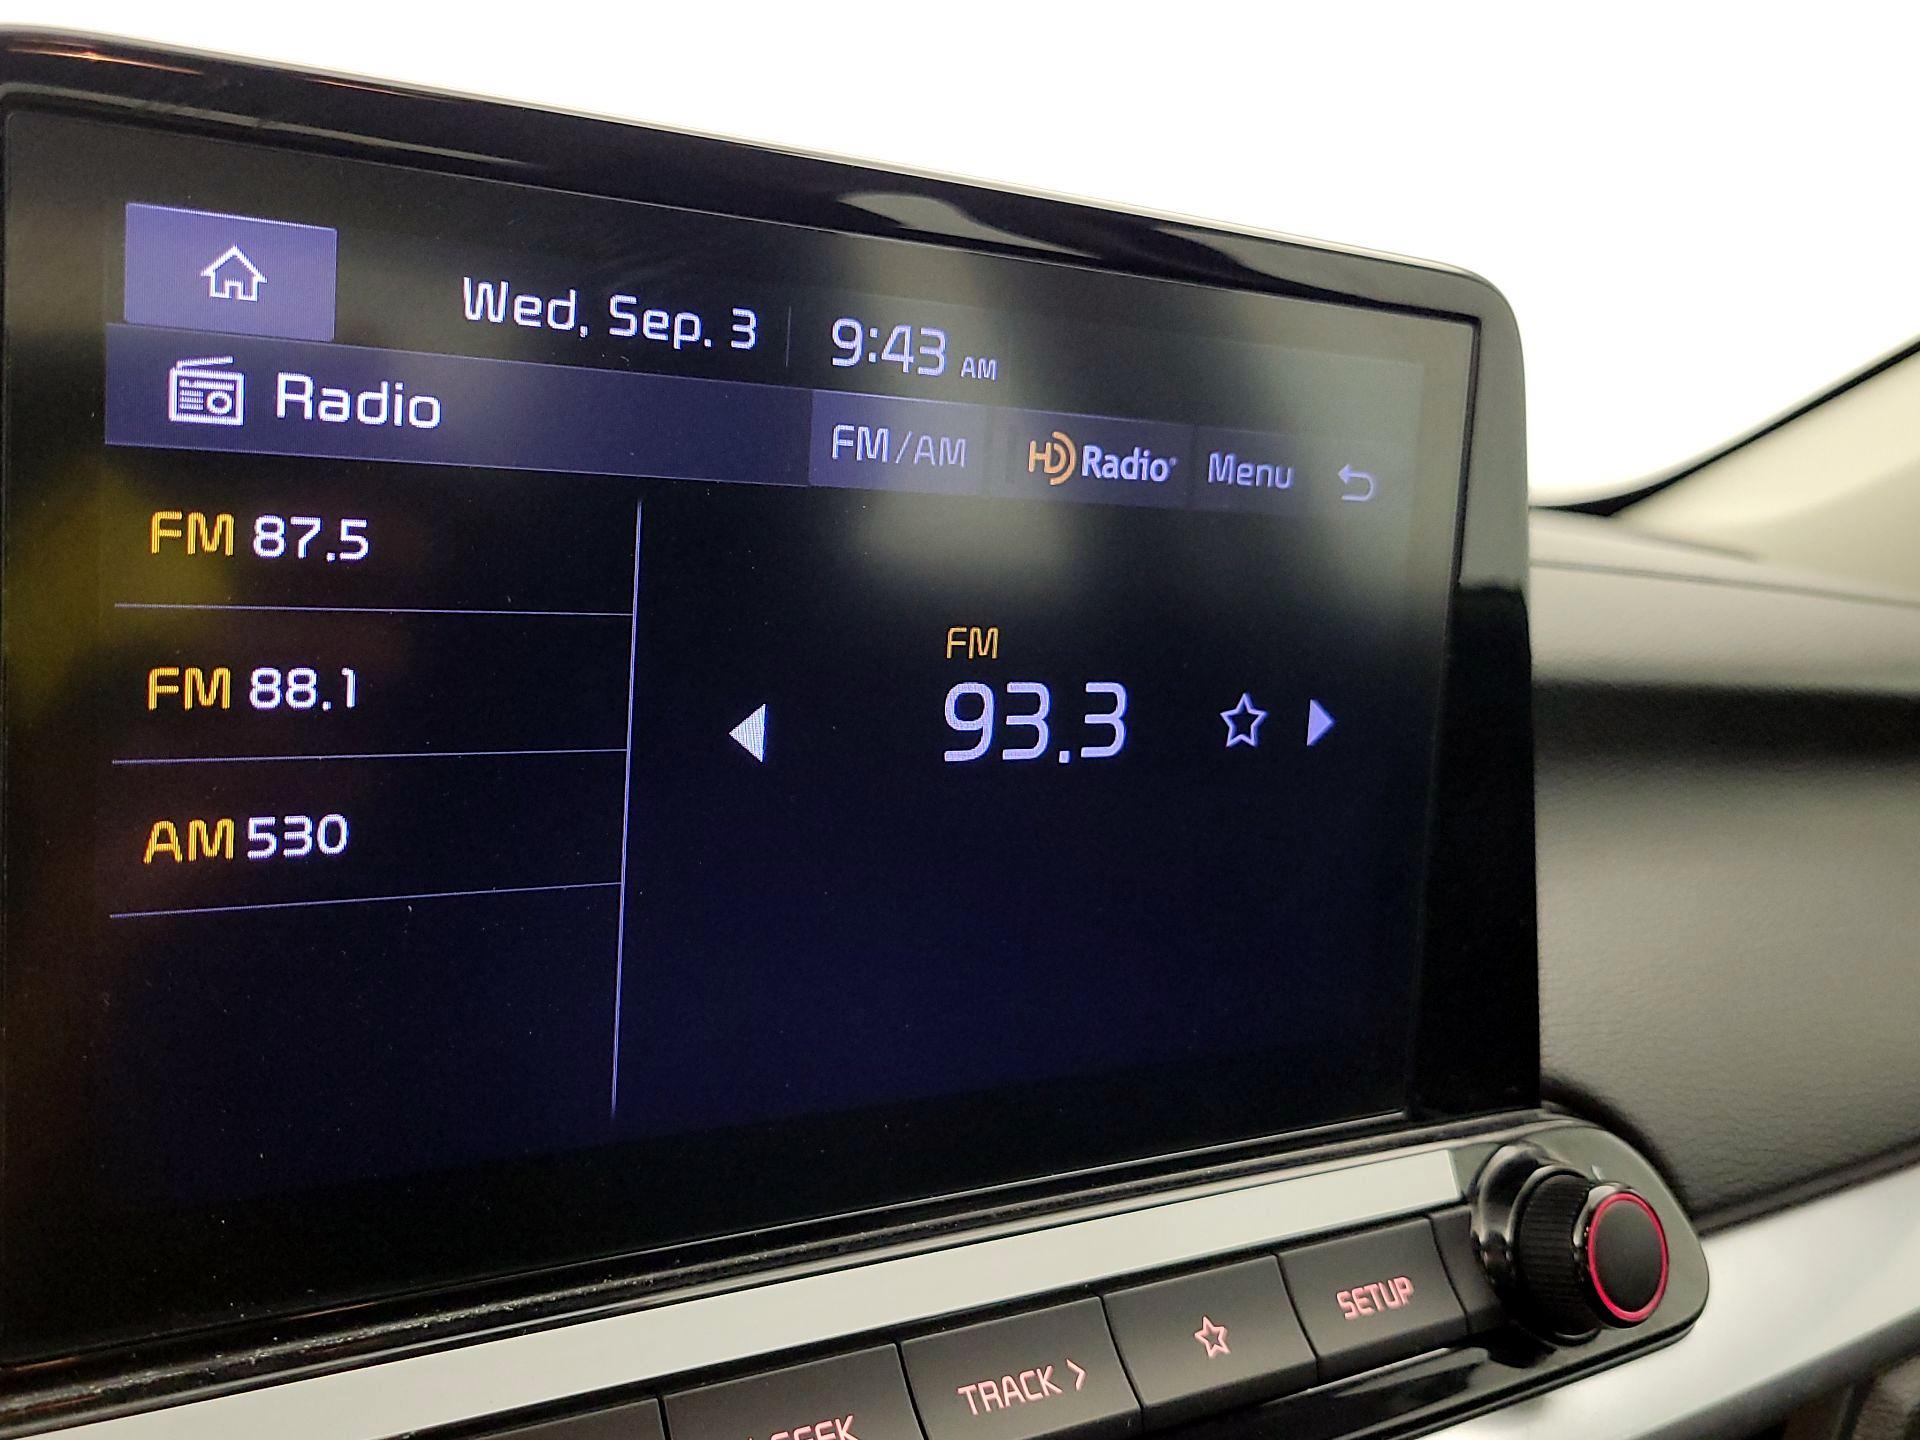 Wed, Sep. 3 9:43 AM
Radio FM/AM HD Radio® Menu
FM 87.5
FM 88.1
AM 530
FM
93.3
TRACK >
SETUP